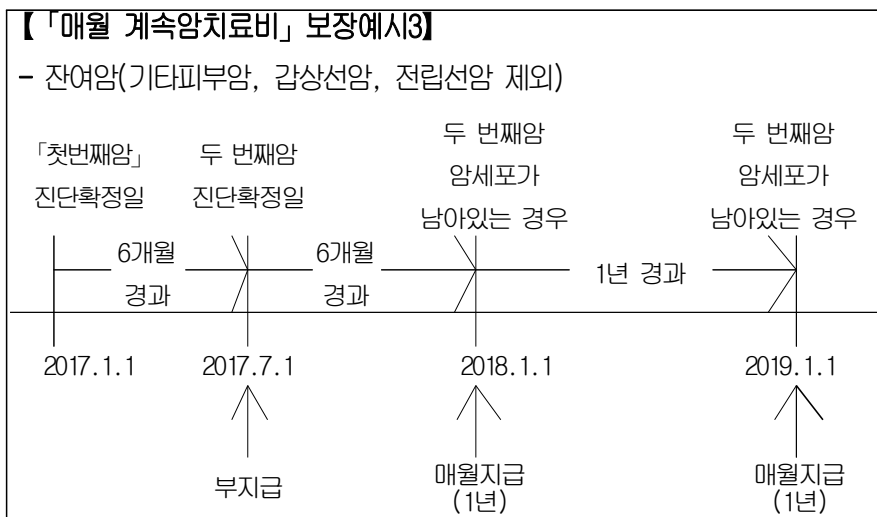 【「매월 계속암치료비」 보장예시3】
- 잔여암(기타피부암, 갑상선암, 전립선암 제외)
「첫번째암」
진단확정일
두 번째암
진단확정일
두 번째암
암세포가
남아있는 경우
두 번째암
암세포가
남아있는 경우
6개월
경과
6개월
경과
1년 경과
2017.1.1
2017.7.1
2018.1.1
2019.1.1
부지급
매월지급
(1년)
매월지급
(1년)